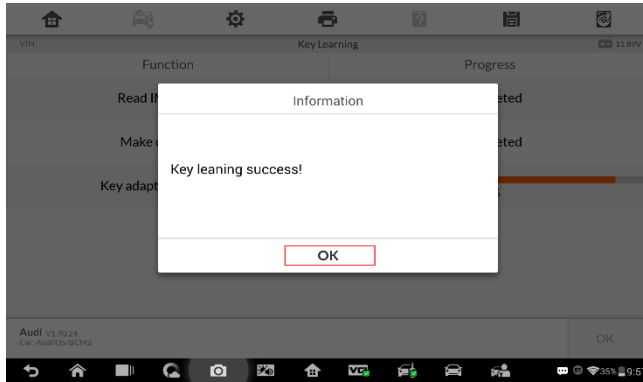 VIN:
Key Learning
11.89V
Function
Progress
Read
Information
eted
Make
eted
Key leaning success!
Key adapt
OK
Audi V1.90.24
Car: Audi/Q5/BCM2
OK
VCI
35%